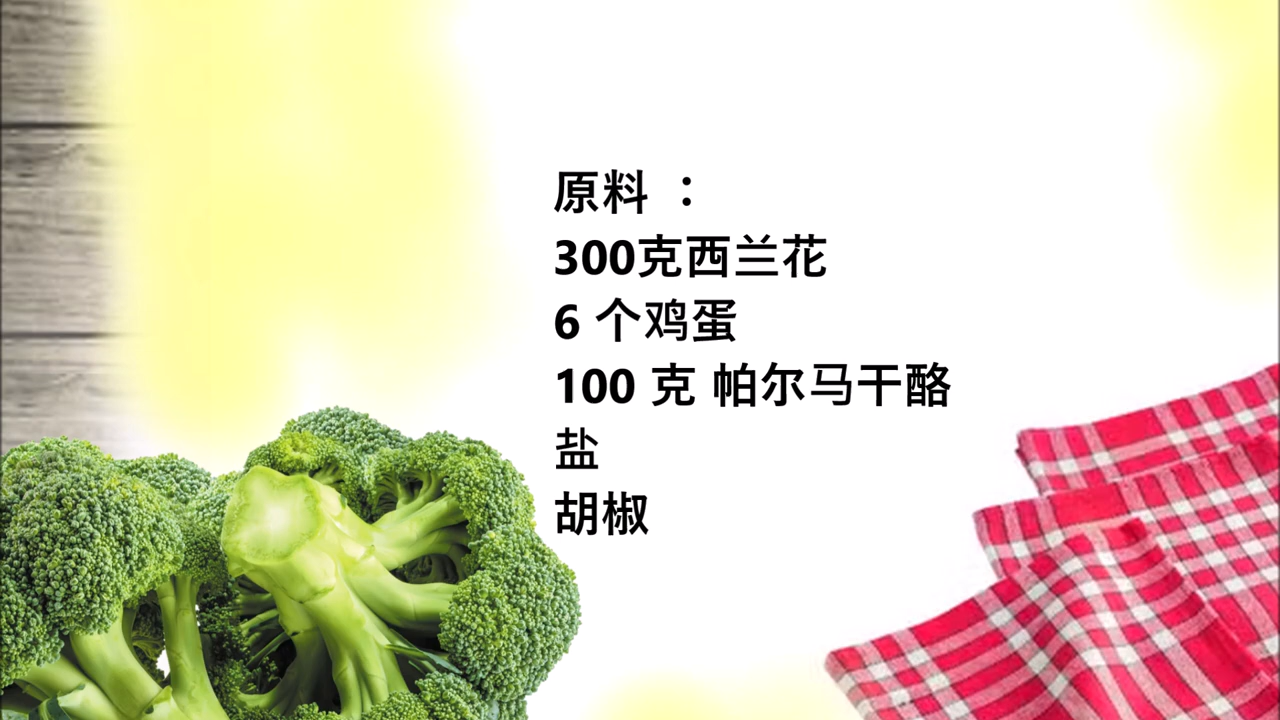 原料 ：
300克西兰花
6 个鸡蛋
100 克 帕尔马干酪
盐
胡椒